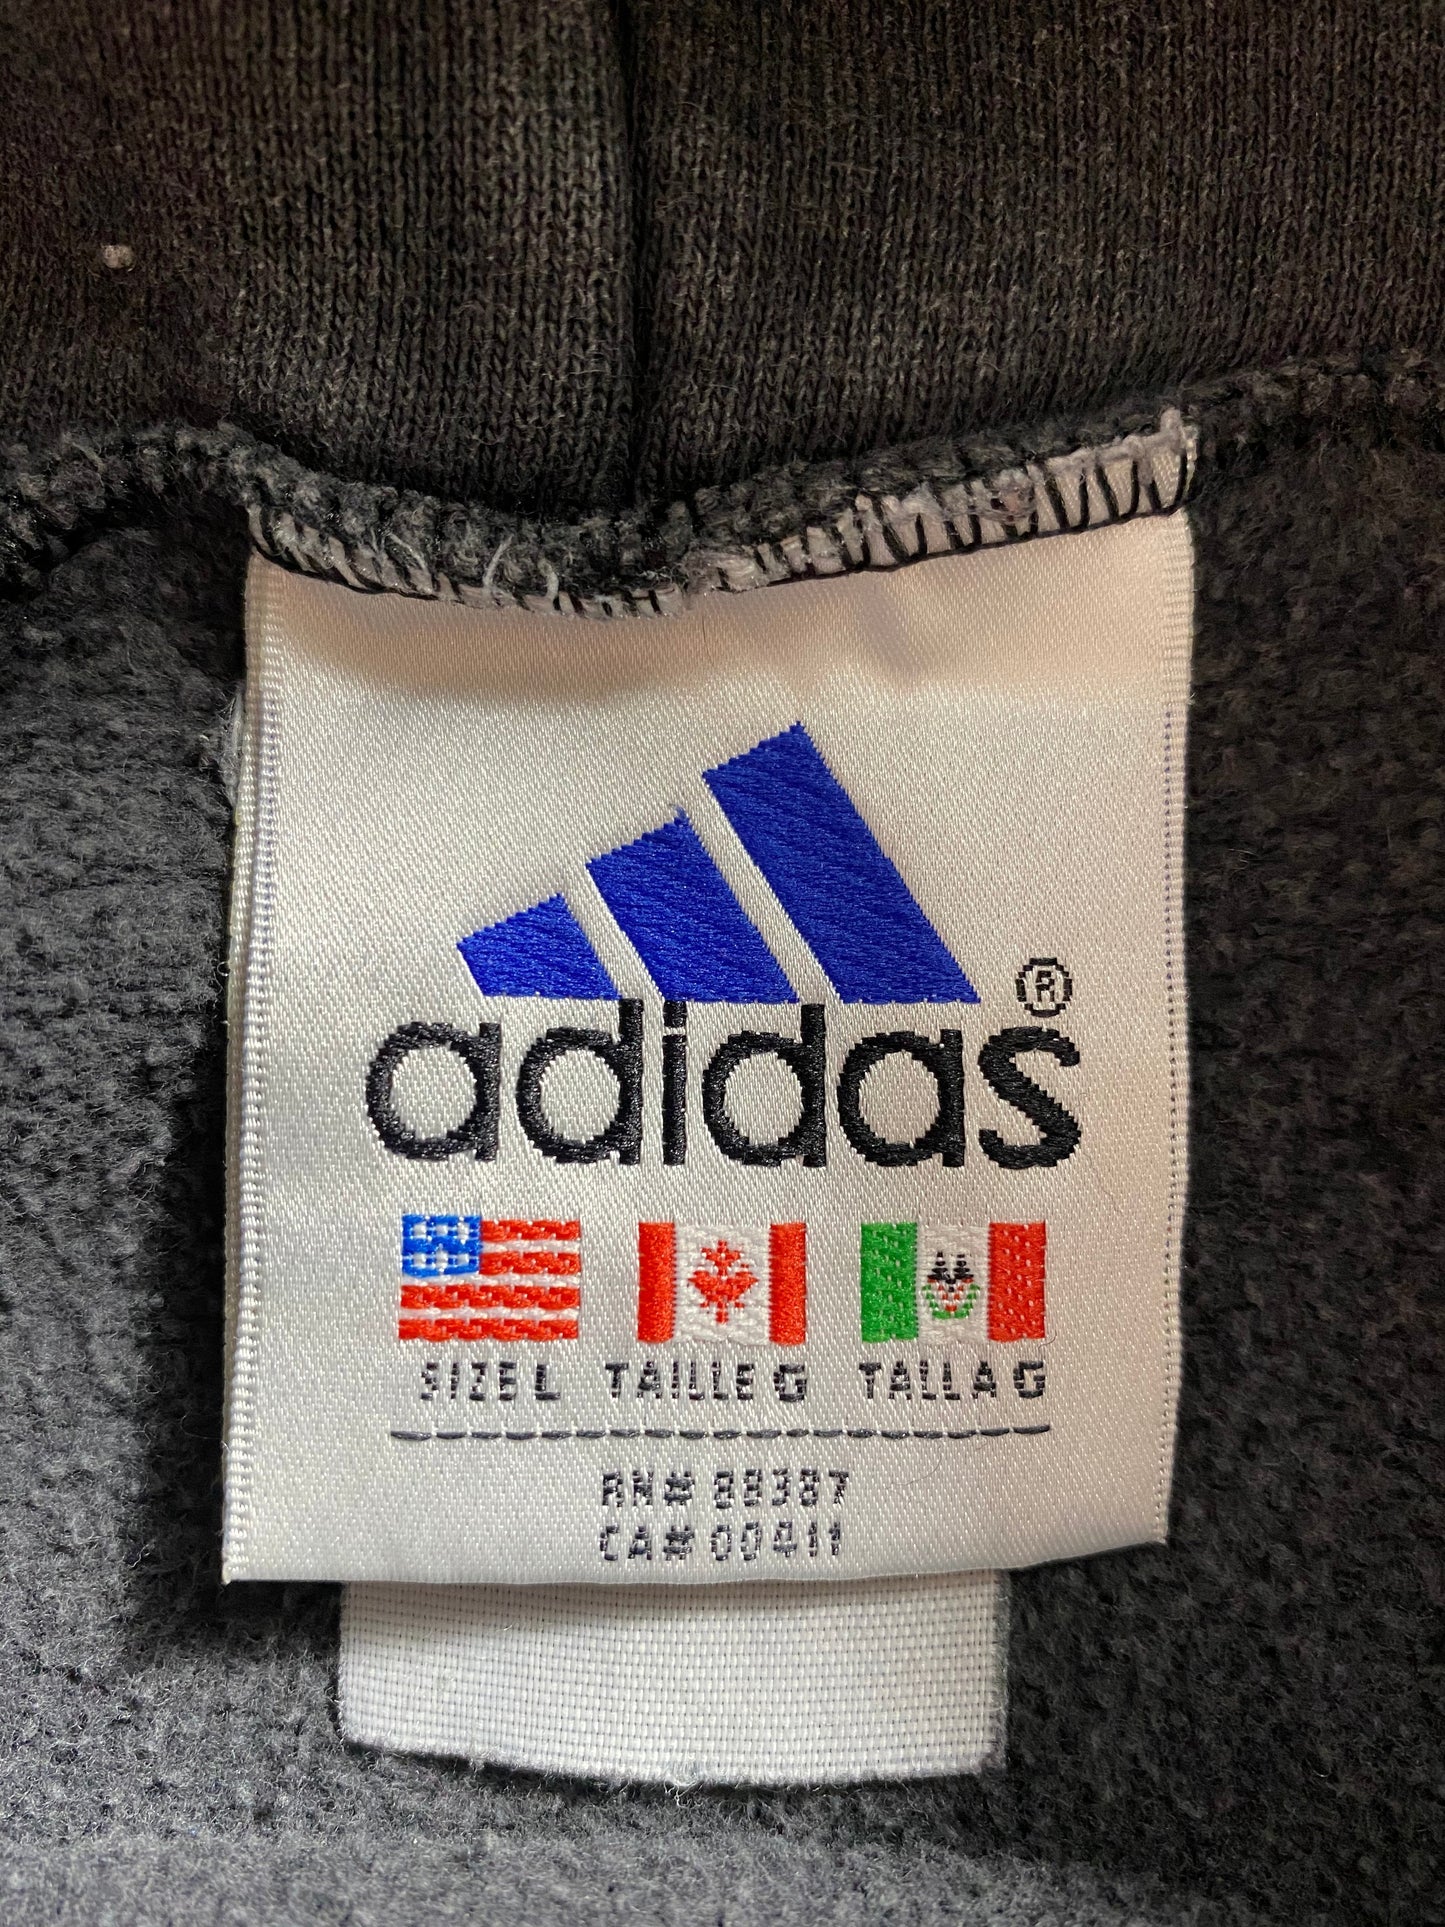 adidas®
SIZE L TAILLE G TALLA G
RN# 88387
CA# 00411